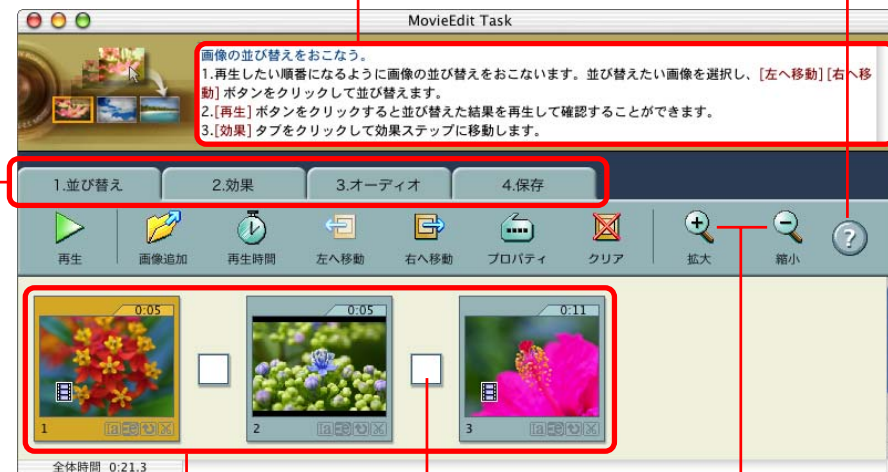 MovieEdit Task
画像の並び替えをおこなう。
1.再生したい順番になるように画像の並び替えをおこないます。並び替えたい画像を選択し、[左へ移動][右へ移
動] ボタンをクリックして並び替えます。
2.[再生] ボタンをクリックすると並び替えた結果を再生して確認することができます。
3.[効果] タブをクリックして効果ステップに移動します。
1.並び替え 2.効果 3.オーディオ 4.保存
再生 画像追加 再生時間 左へ移動 右へ移動 プロパティ クリア 拡大 縮小 ?
0:05 0:05 0:11
1 2 3
全体時間 0:21.3